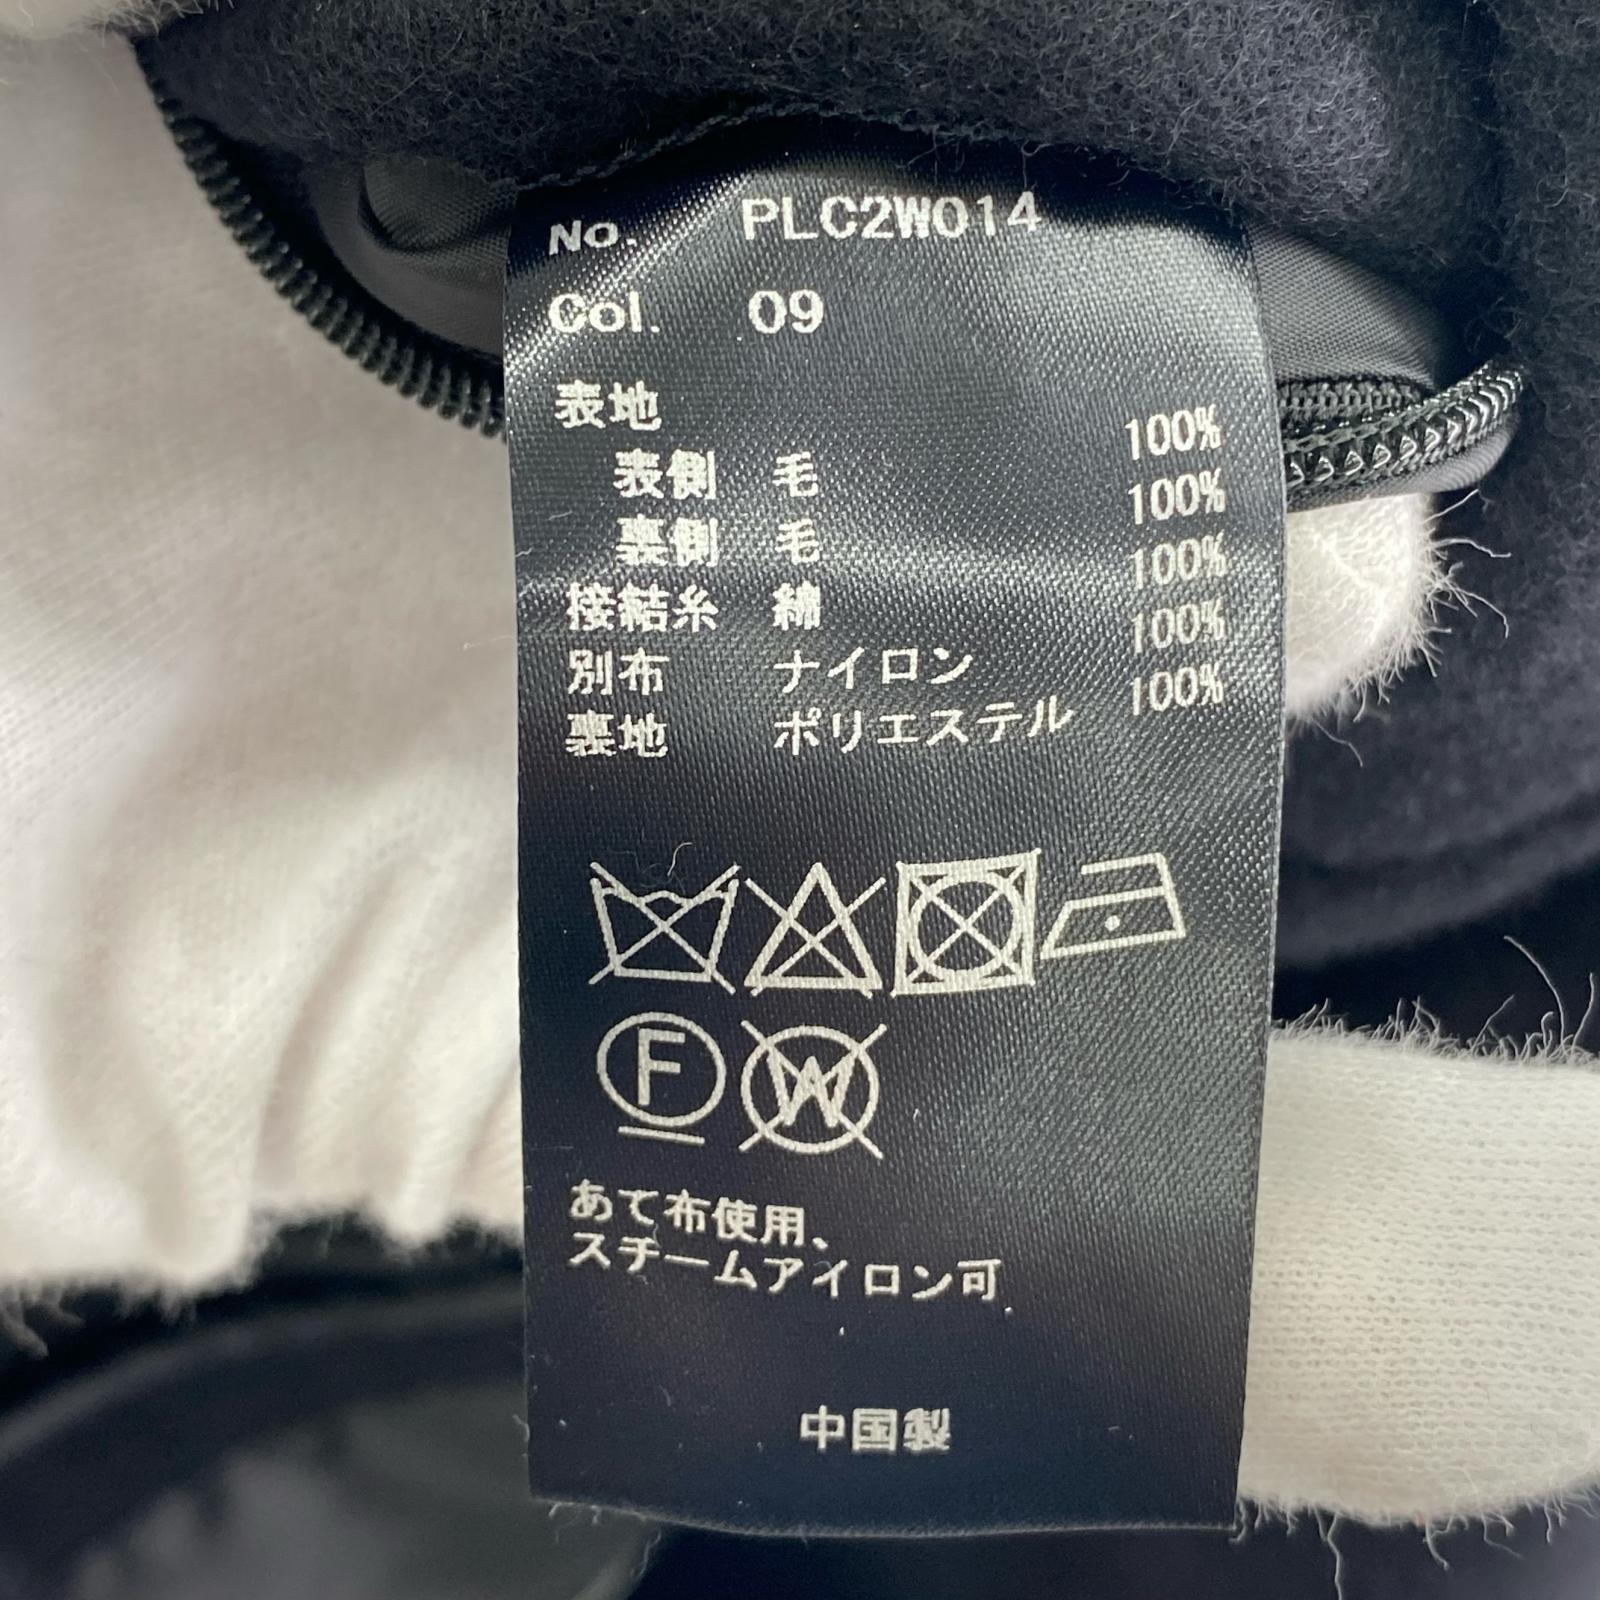 No. PLC2W014
Col. 09
表地
表側 毛 100%
裏側 毛 100%
接結糸 綿 100%
別布 ナイロン 100%
裏地 ポリエステル 100%
F
W
あて布使用、
スチームアイロン可
中国製